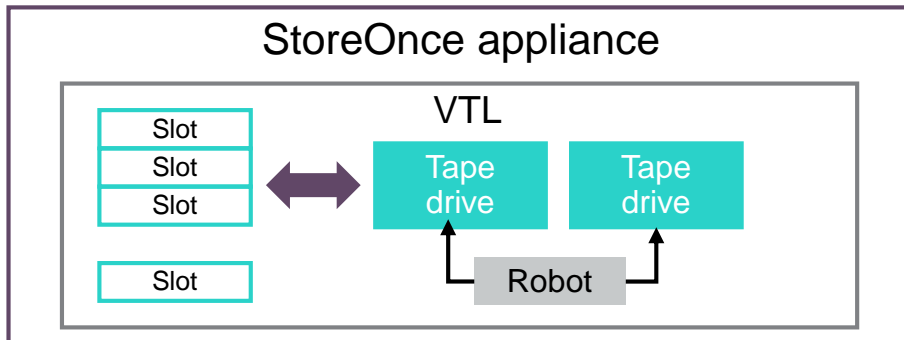 StoreOnce appliance
VTL
Slot
Slot
Slot
Slot
Tape
drive
Tape
drive
Robot